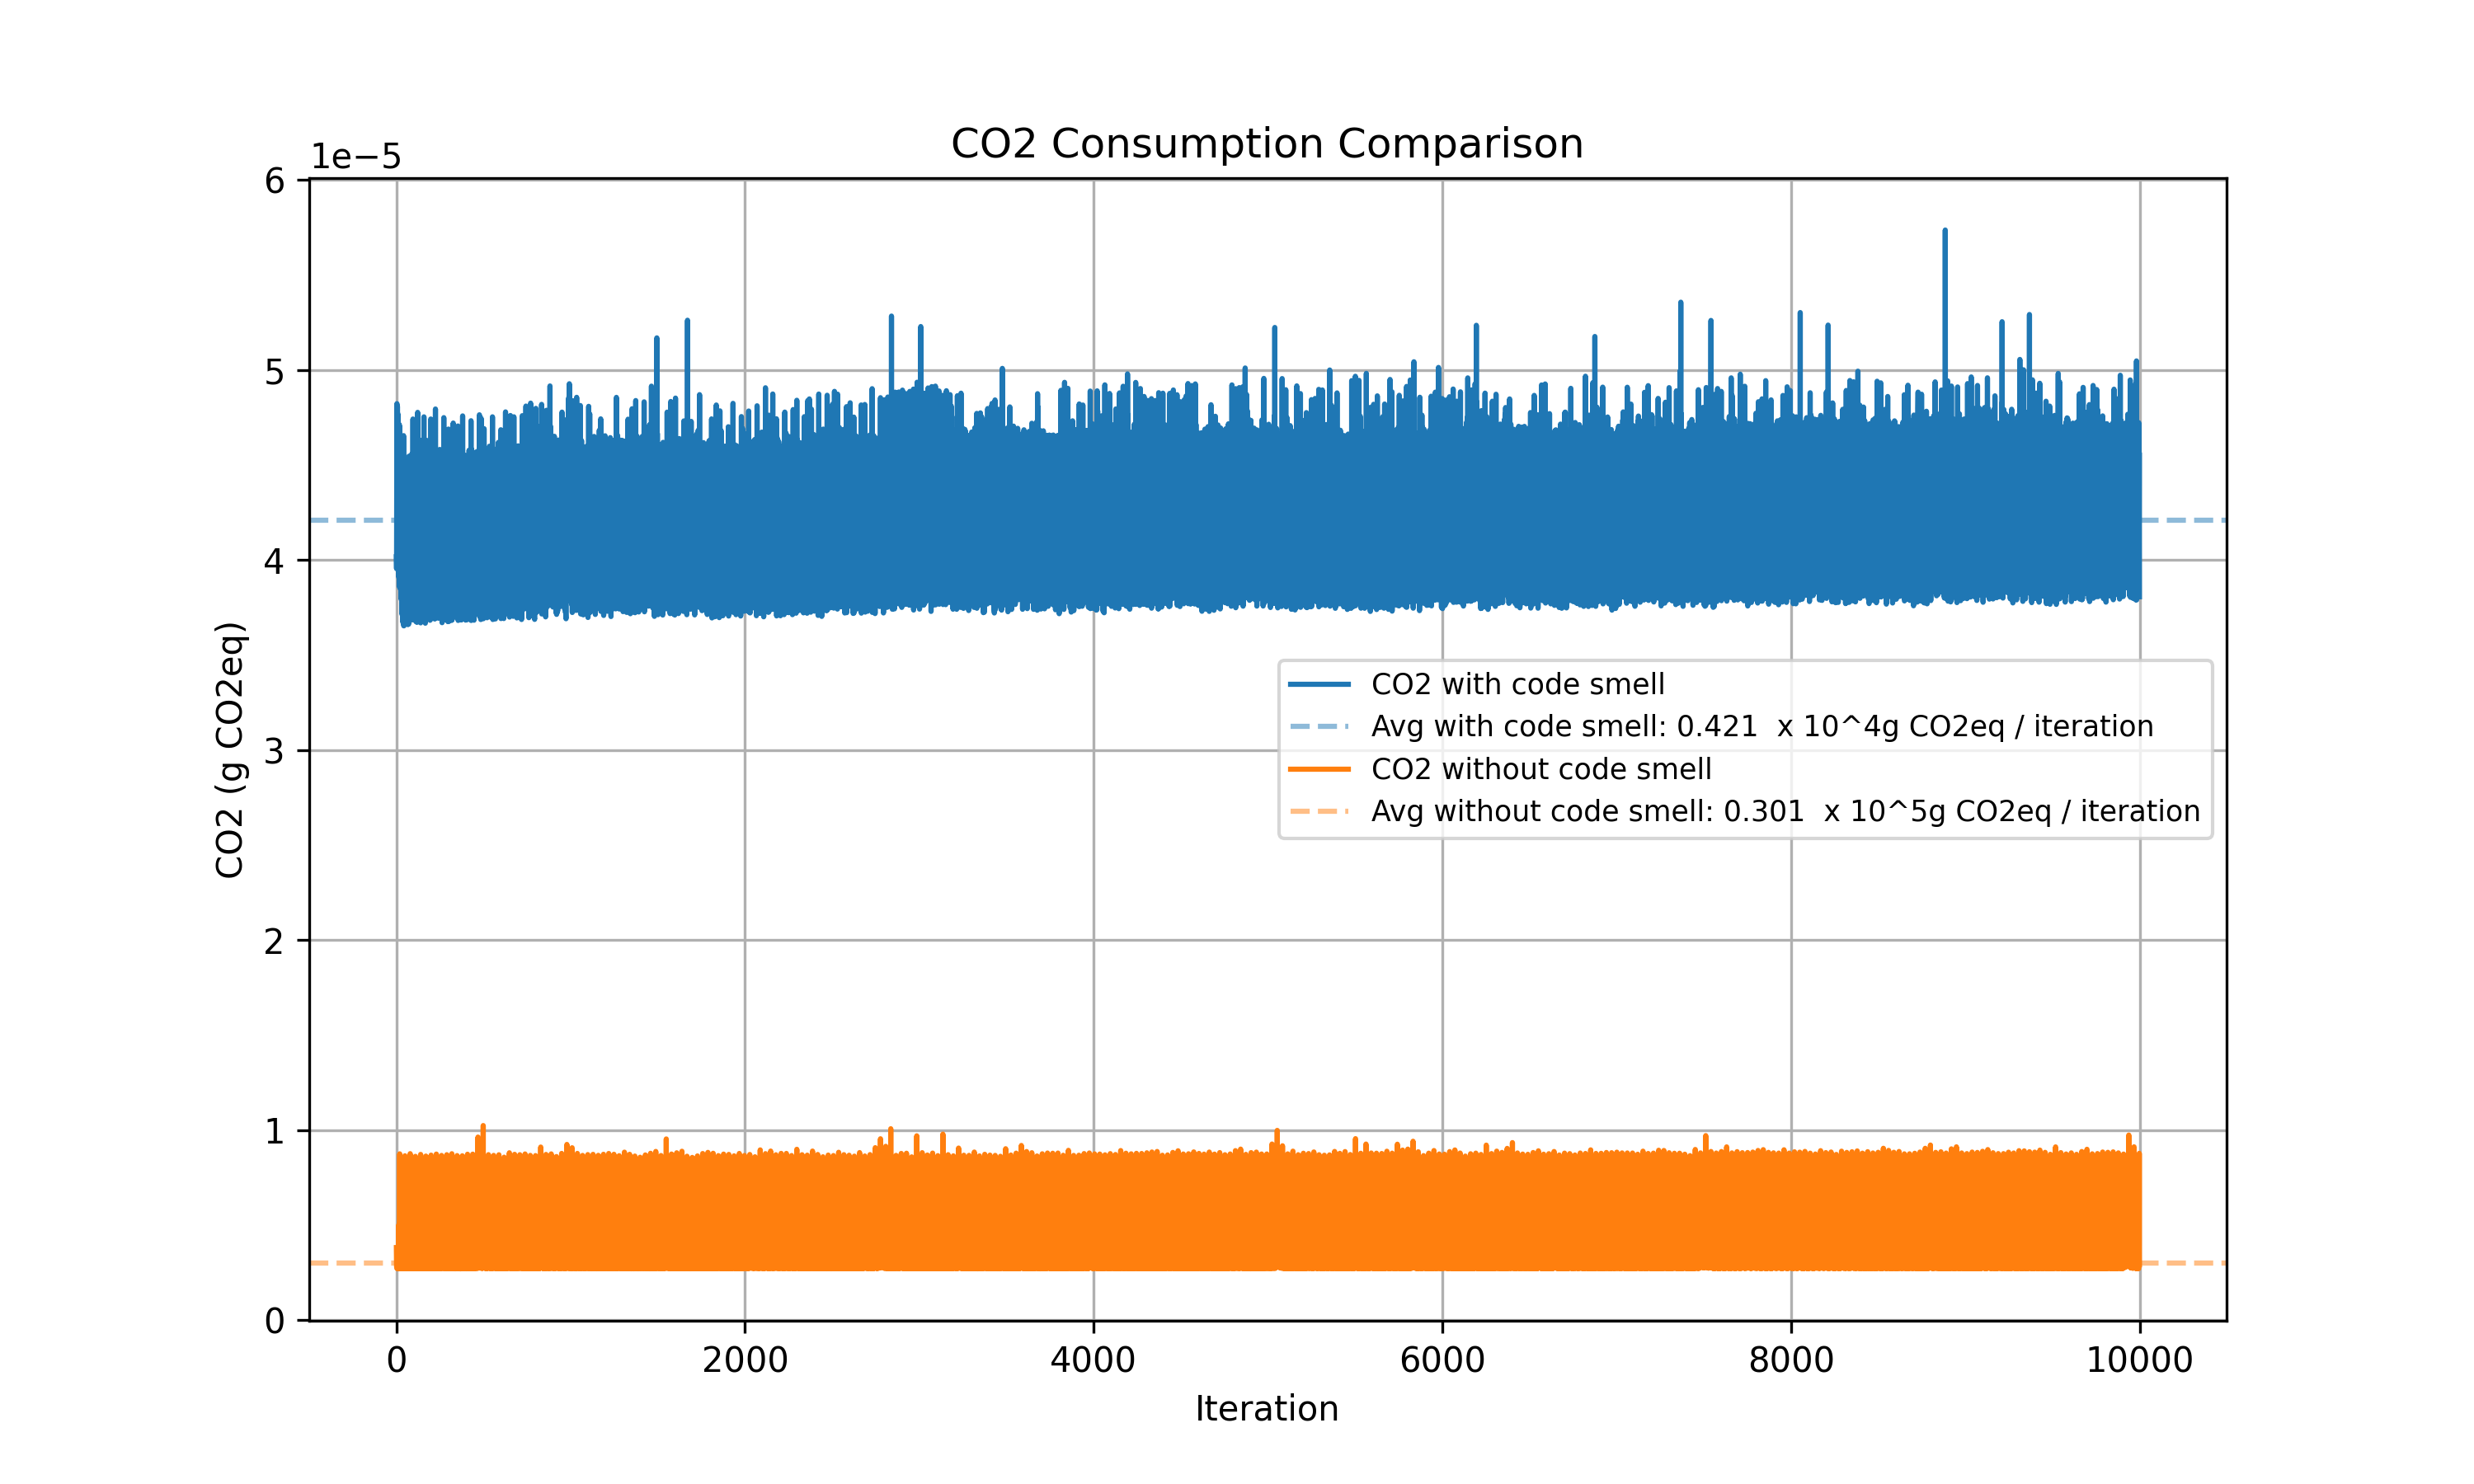 CO2 Consumption Comparison
1e−5
6
5
4
3
2
1
0
CO2 (g CO2eq)
CO2 with code smell
Avg with code smell: 0.421  x 10^4g CO2eq / iteration
CO2 without code smell
Avg without code smell: 0.301  x 10^5g CO2eq / iteration
0 2000 4000 6000 8000 10000
Iteration